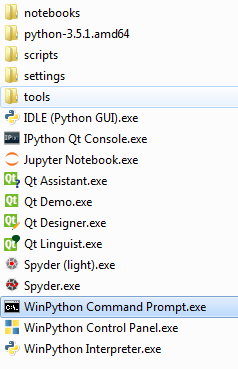 notebooks
python-3.5.1.amd64
scripts
settings
tools
IDLE (Python GUI).exe
IPython Qt Console.exe
Jupyter Notebook.exe
Qt Assistant.exe
Qt Demo.exe
Qt Designer.exe
Qt Linguist.exe
Spyder (light).exe
Spyder.exe
WinPython Command Prompt.exe
WinPython Control Panel.exe
WinPython Interpreter.exe